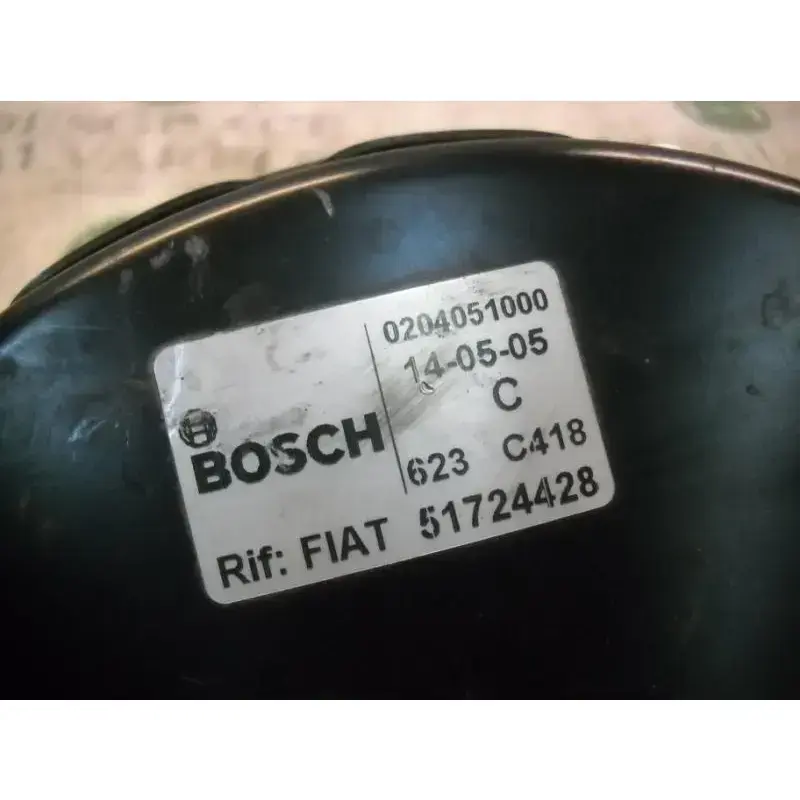 0204051000
14-05-05
C
BOSCH
623 C418
Rif: FIAT 51724428